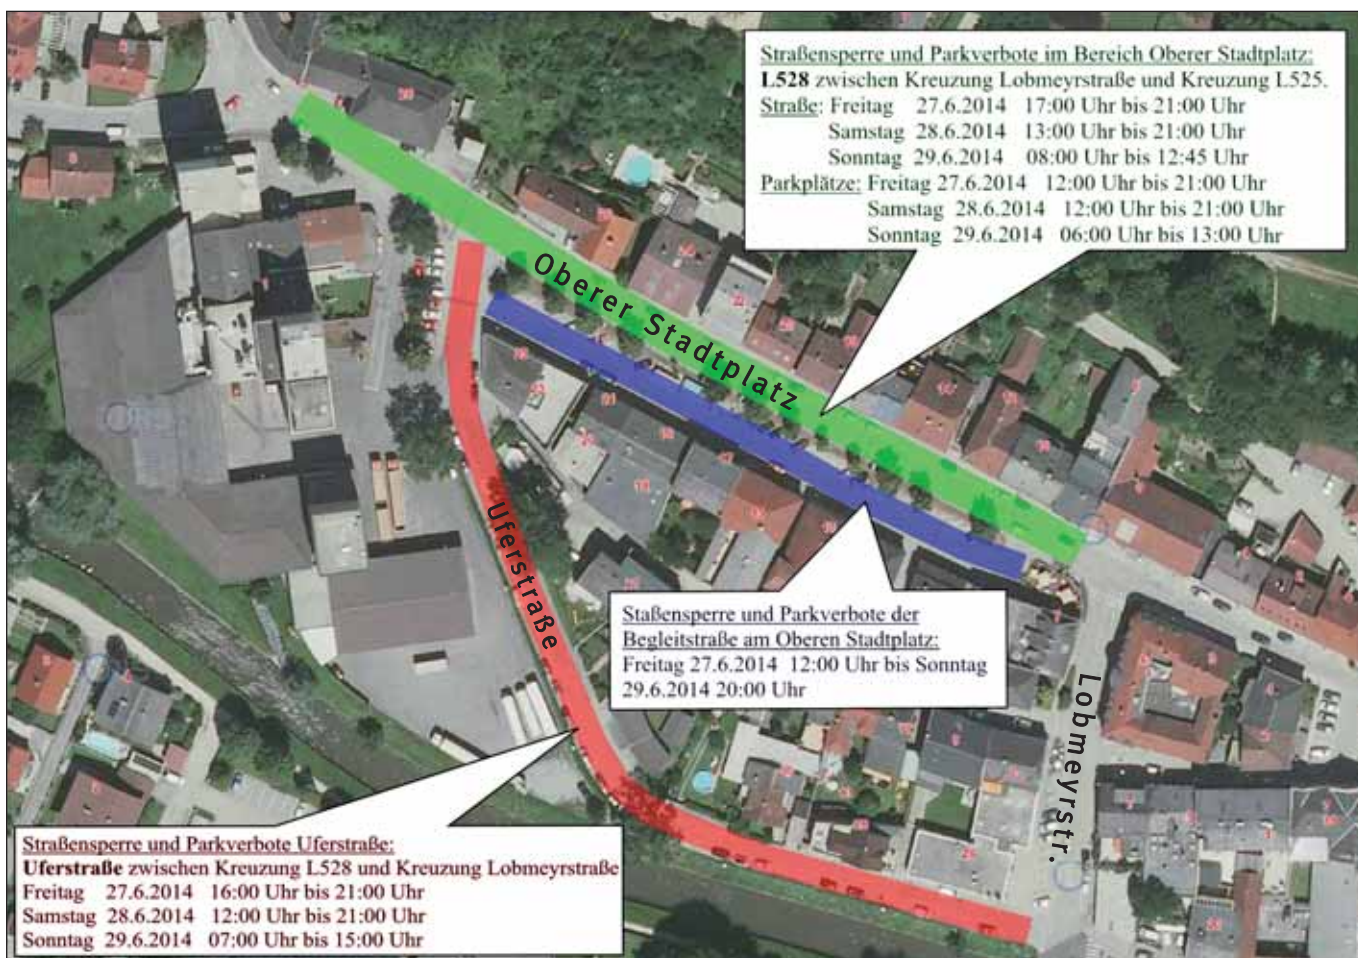 Straßensperre und Parkverbote im Bereich Oberer Stadtplatz:
L528 zwischen Kreuzung Lobmeyrstraße und Kreuzung L525.
Straße: Freitag 27.6.2014 17:00 Uhr bis 21:00 Uhr
Samstag 28.6.2014 13:00 Uhr bis 21:00 Uhr
Sonntag 29.6.2014 08:00 Uhr bis 12:45 Uhr
Parkplätze: Freitag 27.6.2014 12:00 Uhr bis 21:00 Uhr
Samstag 28.6.2014 12:00 Uhr bis 21:00 Uhr
Sonntag 29.6.2014 06:00 Uhr bis 13:00 Uhr
Oberer Stadtplatz
Uferstraße
Staßensperre und Parkverbote der
Begleitstraße am Oberen Stadtplatz:
Freitag 27.6.2014 12:00 Uhr bis Sonntag
29.6.2014 20:00 Uhr
Lobmeyrstr.
Straßensperre und Parkverbote Uferstraße:
Uferstraße zwischen Kreuzung L528 und Kreuzung Lobmeyrstraße
Freitag 27.6.2014 16:00 Uhr bis 21:00 Uhr
Samstag 28.6.2014 12:00 Uhr bis 21:00 Uhr
Sonntag 29.6.2014 07:00 Uhr bis 15:00 Uhr